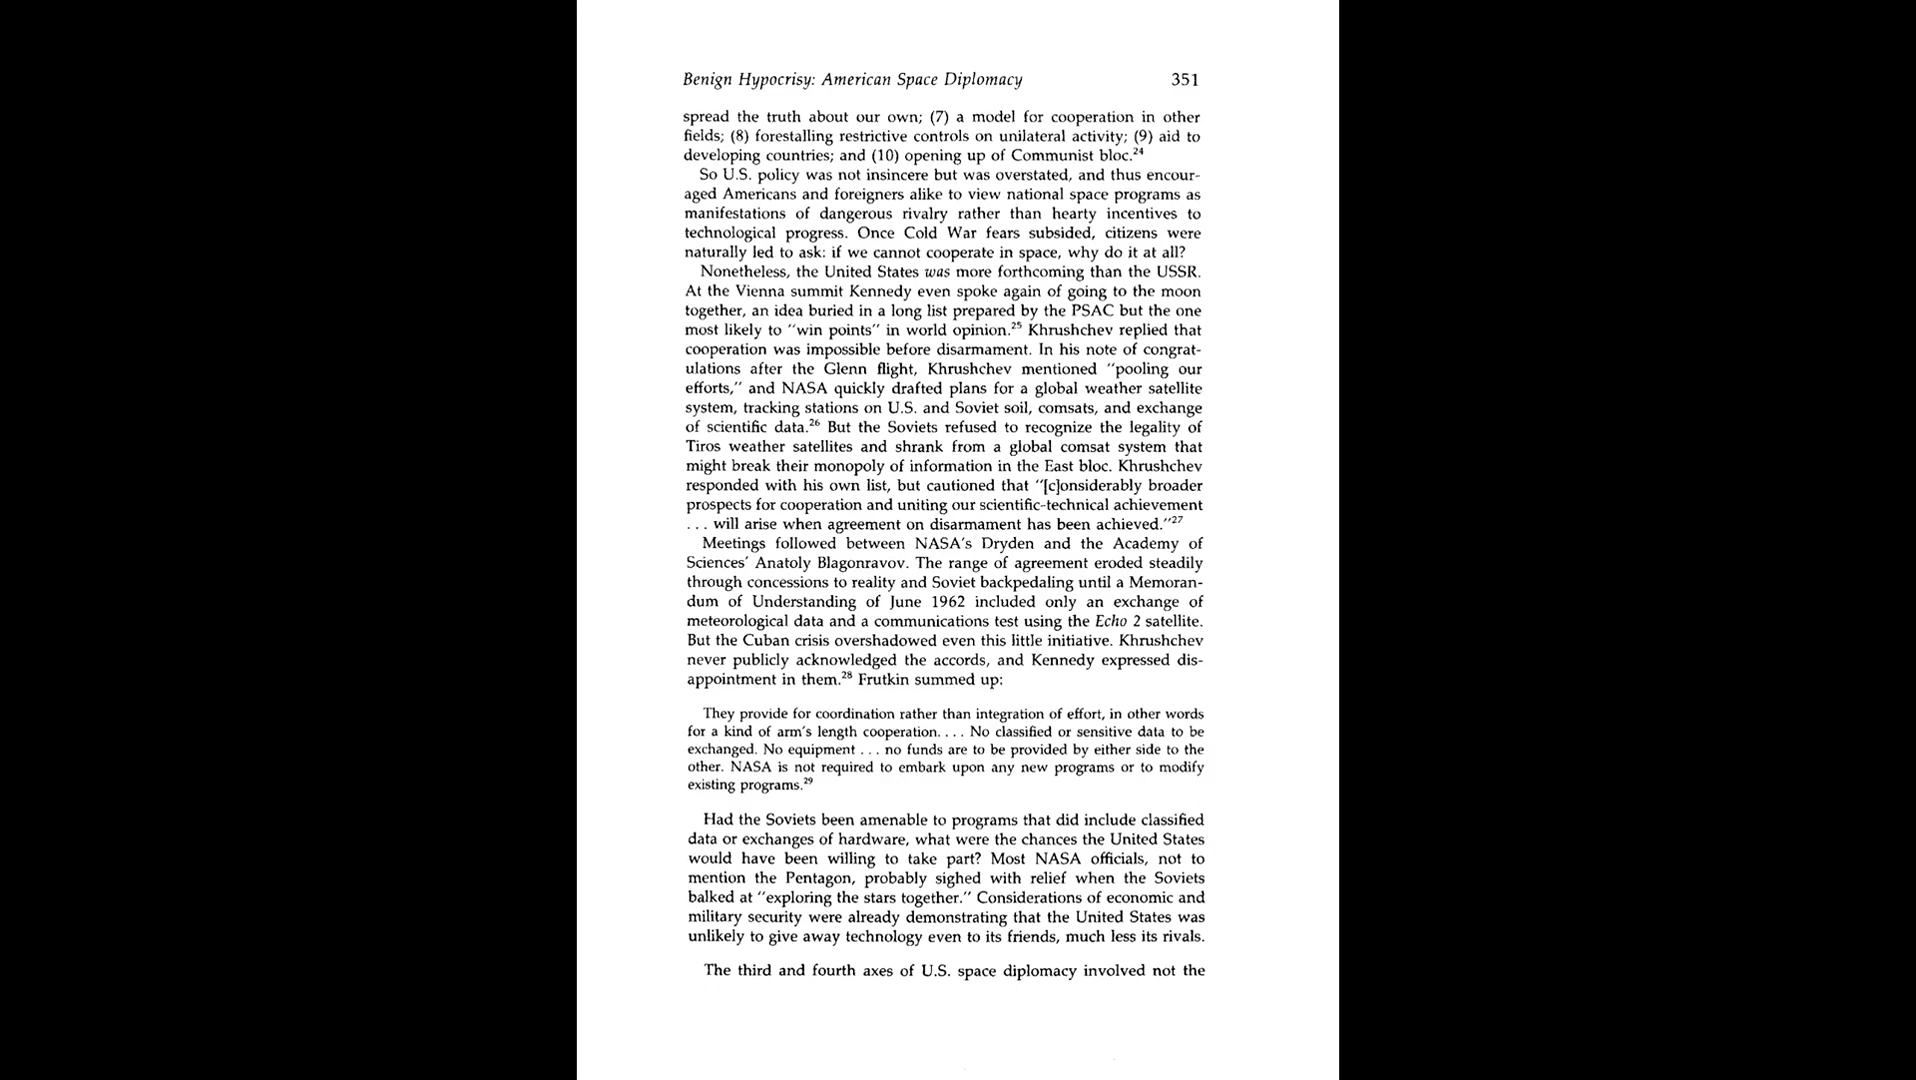 Benign Hypocrisy: American Space Diplomacy 351
spread the truth about our own; (7) a model for cooperation in other
fields; (8) forestalling restrictive controls on unilateral activity; (9) aid to
developing countries; and (10) opening up of Communist bloc.24
So U.S. policy was not insincere but was overstated, and thus encour-
aged Americans and foreigners alike to view national space programs as
manifestations of dangerous rivalry rather than hearty incentives to
technological progress. Once Cold War fears subsided, citizens were
naturally led to ask: if we cannot cooperate in space, why do it at all?
Nonetheless, the United States was more forthcoming than the USSR.
At the Vienna summit Kennedy even spoke again of going to the moon
together, an idea buried in a long list prepared by the PSAC but the one
most likely to "win points" in world opinion.25 Khrushchev replied that
cooperation was impossible before disarmament. In his note of congrat-
ulations after the Glenn flight, Khrushchev mentioned "pooling our
efforts," and NASA quickly drafted plans for a global weather satellite
system, tracking stations on U.S. and Soviet soil, comsats, and exchange
of scientific data.26 But the Soviets refused to recognize the legality of
Tiros weather satellites and shrank from a global comsat system that
might break their monopoly of information in the East bloc. Khrushchev
responded with his own list, but cautioned that "[c]onsiderably broader
prospects for cooperation and uniting our scientific-technical achievement
. . . will arise when agreement on disarmament has been achieved."27
Meetings followed between NASA's Dryden and the Academy of
Sciences' Anatoly Blagonravov. The range of agreement eroded steadily
through concessions to reality and Soviet backpedaling until a Memoran-
dum of Understanding of June 1962 included only an exchange of
meteorological data and a communications test using the Echo 2 satellite.
But the Cuban crisis overshadowed even this little initiative. Khrushchev
never publicly acknowledged the accords, and Kennedy expressed dis-
appointment in them.28 Frutkin summed up:
They provide for coordination rather than integration of effort, in other words
for a kind of arm's length cooperation. . . . No classified or sensitive data to be
exchanged. No equipment . . . no funds are to be provided by either side to the
other. NASA is not required to embark upon any new programs or to modify
existing programs.29
Had the Soviets been amenable to programs that did include classified
data or exchanges of hardware, what were the chances the United States
would have been willing to take part? Most NASA officials, not to
mention the Pentagon, probably sighed with relief when the Soviets
balked at "exploring the stars together." Considerations of economic and
military security were already demonstrating that the United States was
unlikely to give away technology even to its friends, much less its rivals.
The third and fourth axes of U.S. space diplomacy involved not the